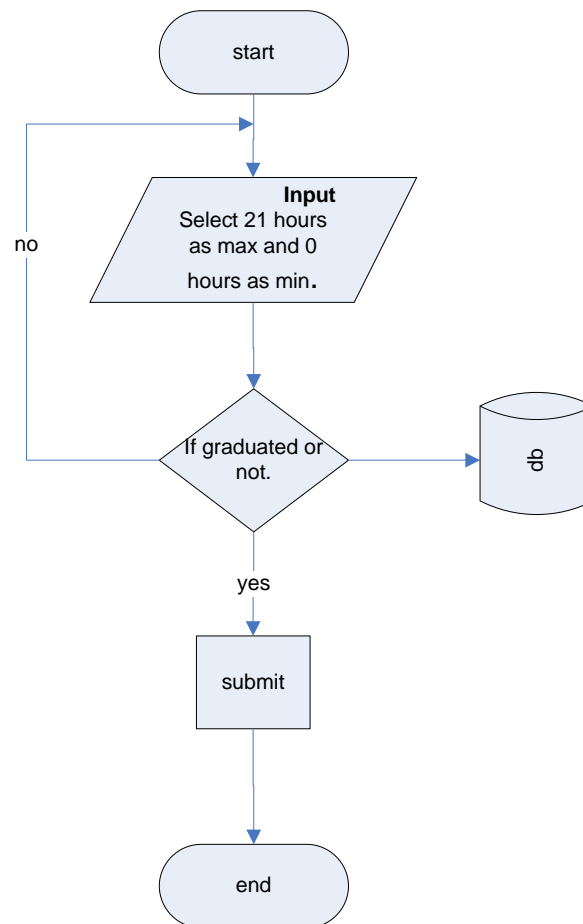 start
Input
Select 21 hours
as max and 0
hours as min.
no
If graduated or
not.
db
yes
submit
end